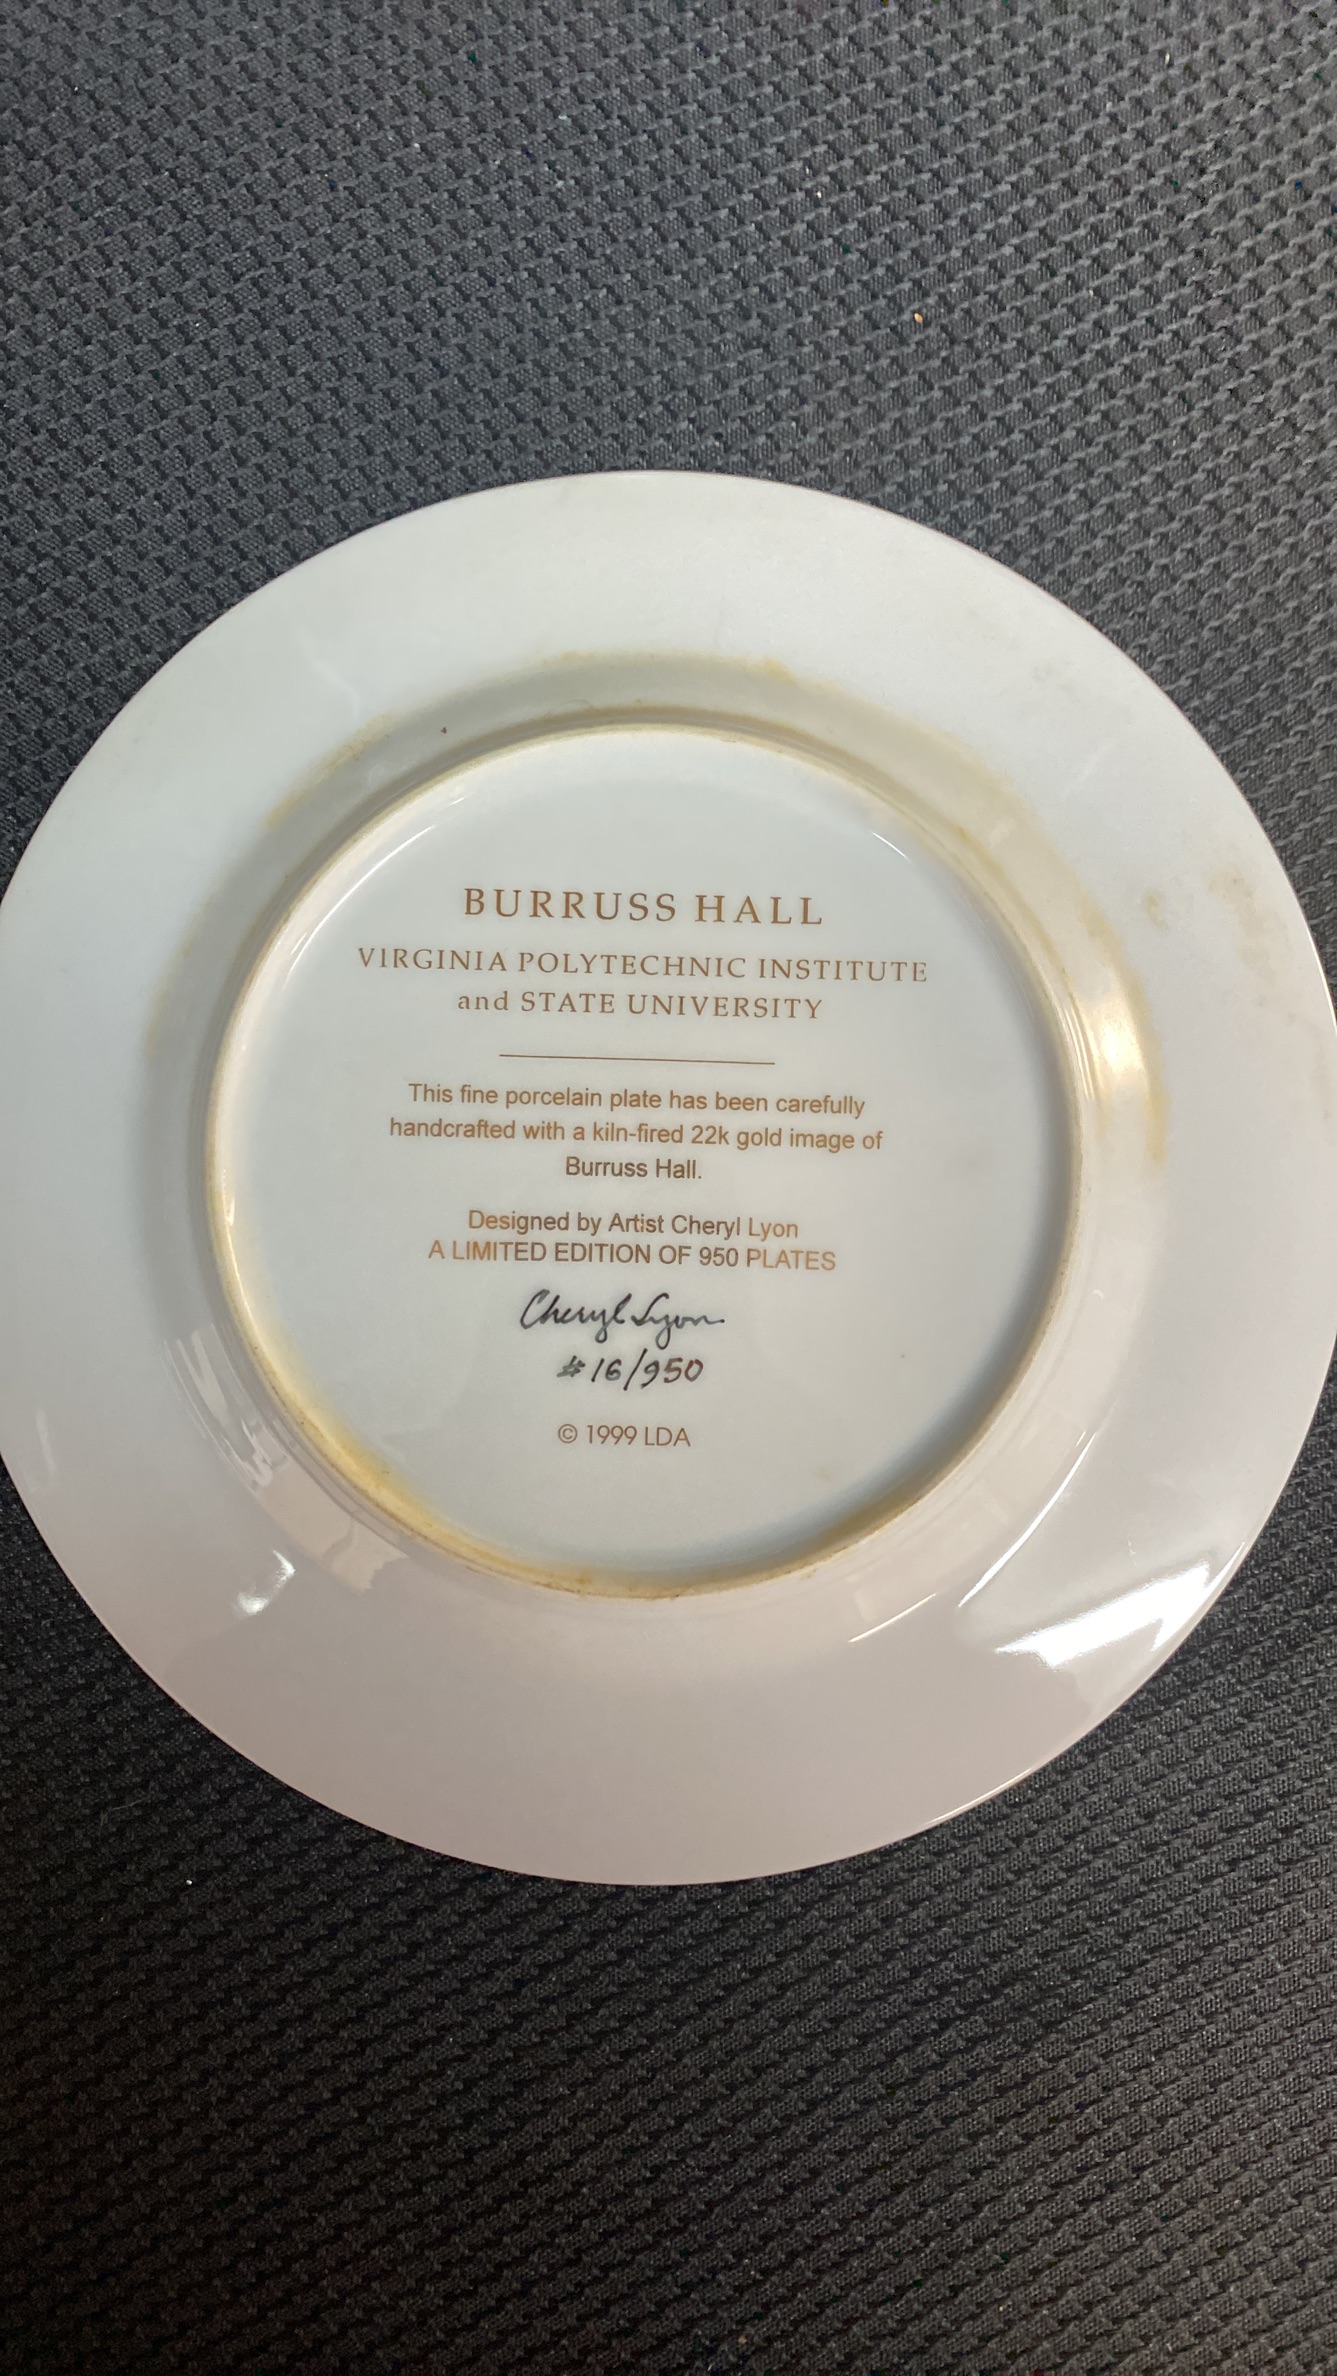 BURRUSS HALL
VIRGINIA POLYTECHNIC INSTITUTE
and STATE UNIVERSITY
This fine porcelain plate has been carefully
handcrafted with a kiln-fired 22k gold image of
Burruss Hall.
Designed by Artist Cheryl Lyon
A LIMITED EDITION OF 950 PLATES
Cheryl Lyon
#16/950
© 1999 LDA